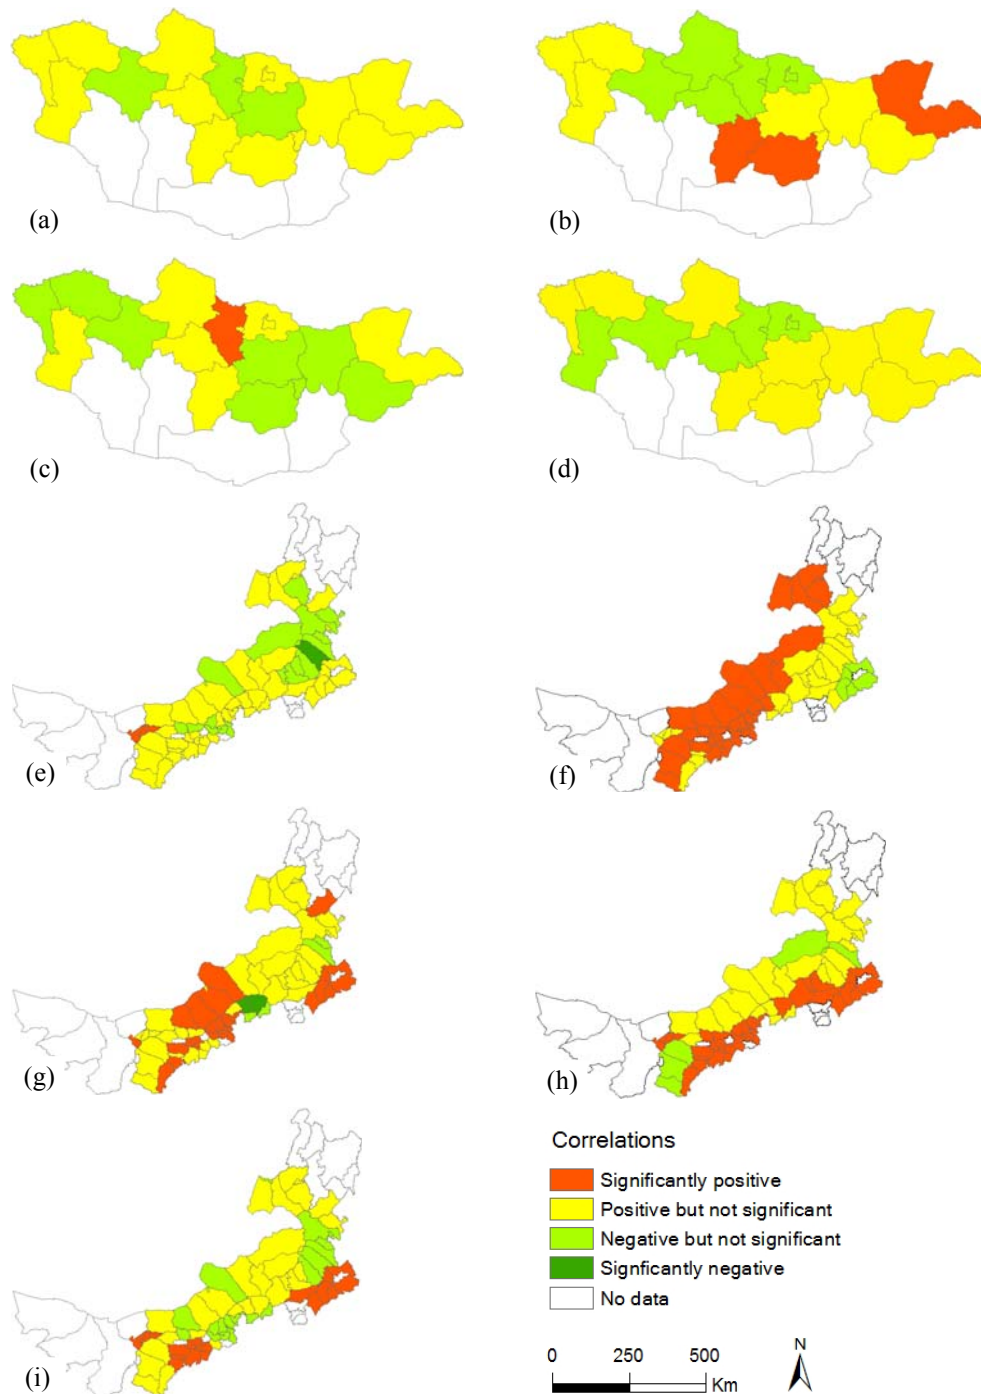 (a)
(b)
(c)
(d)
(e)
(f)
(g)
(h)
(i)
Correlations
Significantly positive
Positive but not significant
Negative but not significant
Signficantly negative
No data
0 250 500
Km
N